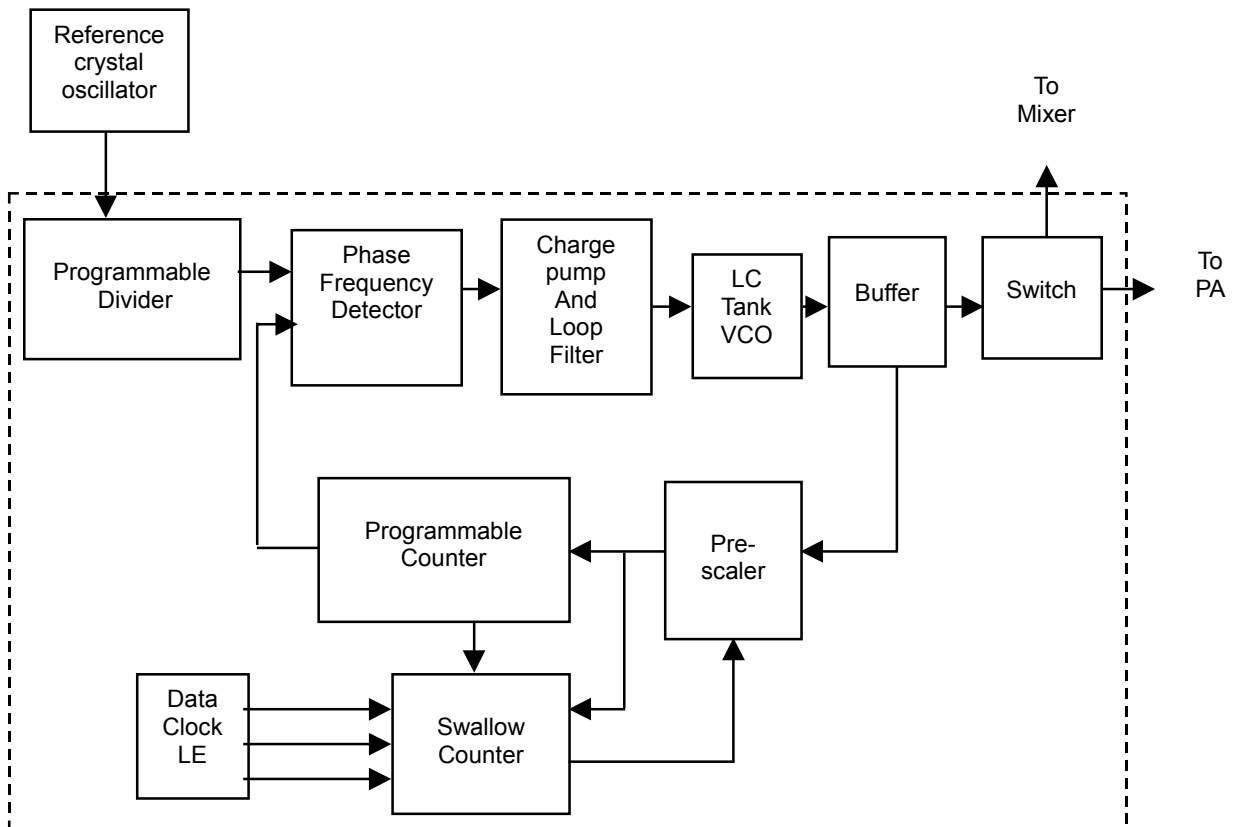 Reference
crystal
oscillator
To
Mixer
Programmable
Divider
Phase
Frequency
Detector
Charge
pump
And
Loop
Filter
LC
Tank
VCO
Buffer
Switch
To
PA
Programmable
Counter
Pre-
scaler
Data
Clock
LE
Swallow
Counter